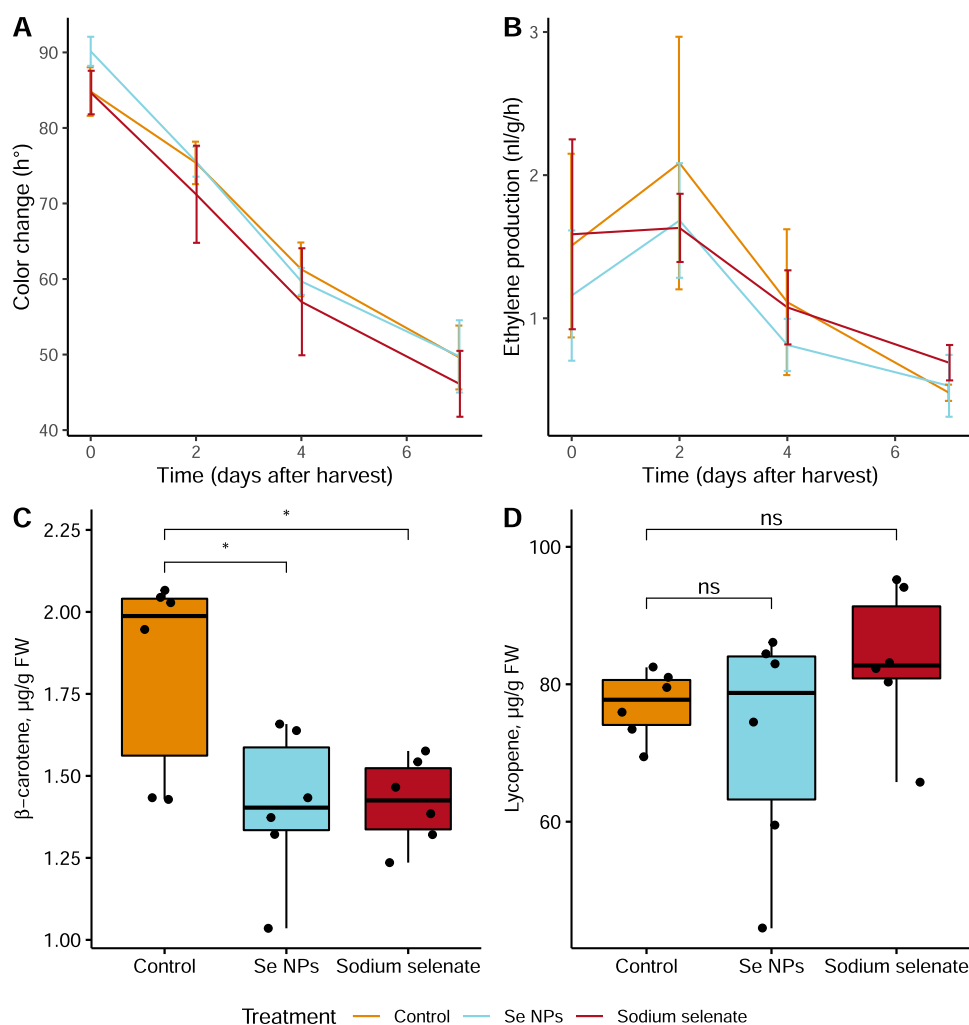 A
Color change (h°)
90
80
70
60
50
40
0 2 4 6
Time (days after harvest)
B
Ethylene production (nl/g/h)
3
2
1
0 2 4 6
Time (days after harvest)
C
β−carotene, µg/g FW
2.25
2.00
1.75
1.50
1.25
1.00
*
*
Control Se NPs Sodium selenate
D
Lycopene, µg/g FW
100
80
60
ns
ns
Control Se NPs Sodium selenate
Treatment Control Se NPs Sodium selenate